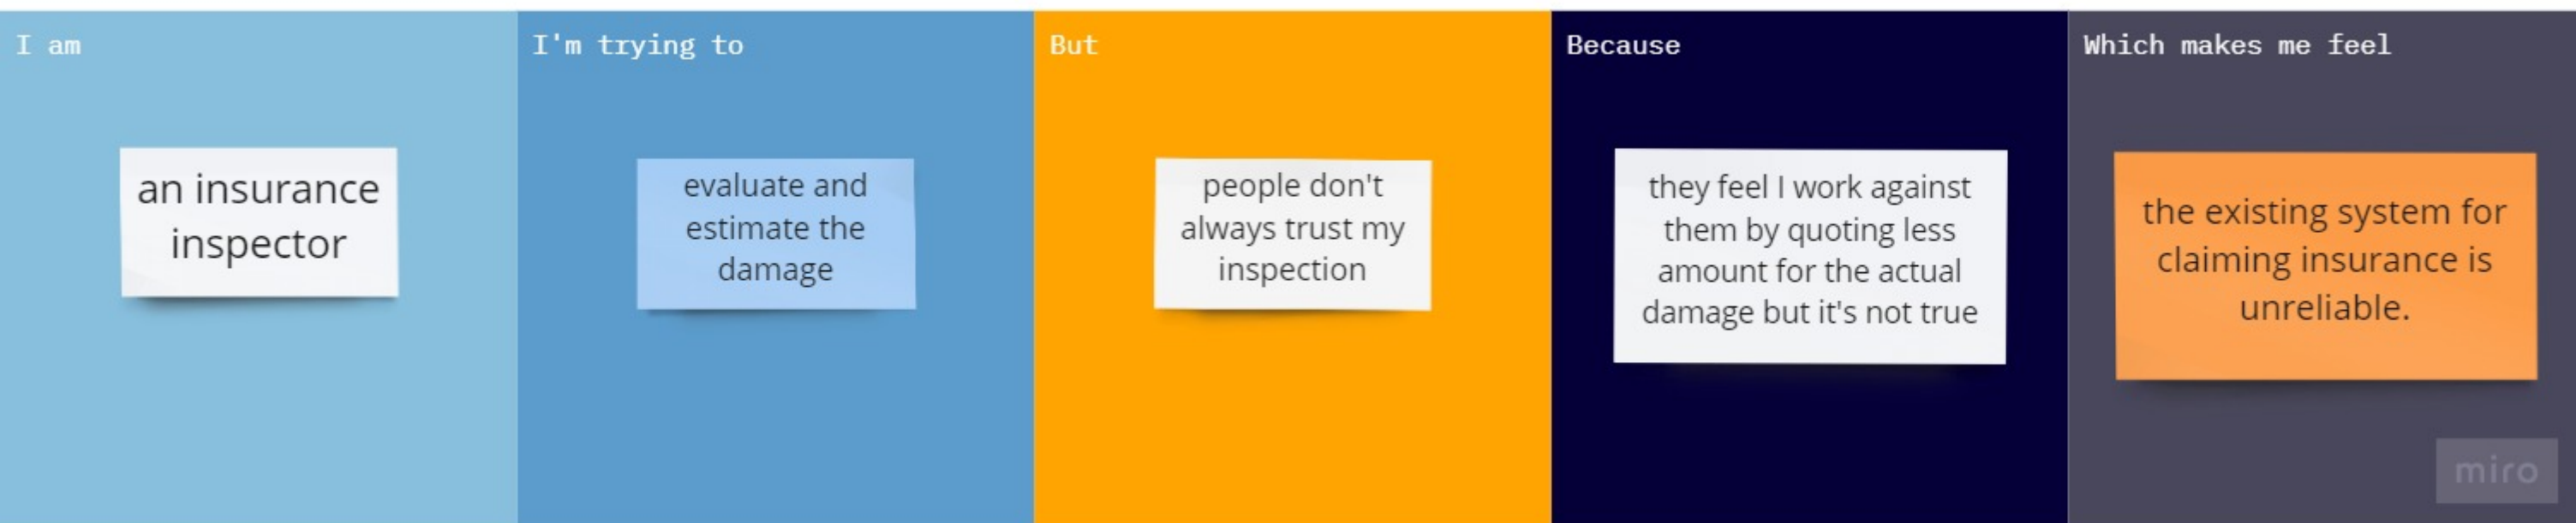 I am
an insurance
inspector
I'm trying to
evaluate and
estimate the
damage
But
people don't
always trust my
inspection
Because
they feel I work against
them by quoting less
amount for the actual
damage but it's not true
Which makes me feel
the existing system for
claiming insurance is
unreliable.
miro